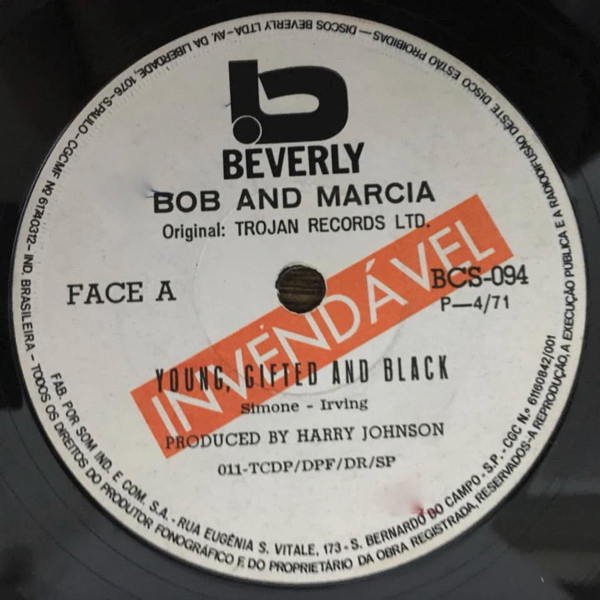 b
BEVERLY
BOB AND MARCIA
Original: TROJAN RECORDS LTD.
FACE A
BCS-094
P—4/71
INVENDÁVEL
YOUNG, GIFTED AND BLACK
Simone - Irving
PRODUCED BY HARRY JOHNSON
011-TCDP/DPF/DR/SP
FAB. POR SOM IND. E COM. S.A. - RUA EUGÊNIA S. VITALE, 173 - S. BERNARDO DO CAMPO - S.P. - CGC N.º 61160842/001
TODOS OS DIREITOS DO PRODUTOR FONOGRÁFICO E DO PROPRIETÁRIO DA OBRA REGISTRADA, RESERVADOS-A REPRODUÇÃO, A EXECUÇÃO PÚBLICA E A RADIODIFUSÃO DESTE DISCO ESTÃO PROIBIDAS — DISCOS BEVERLY LTDA - AV. DA LIBERDADE, 1076-S.PAULO - CGCMF Nº 61740312 - IND. BRASILEIRA -